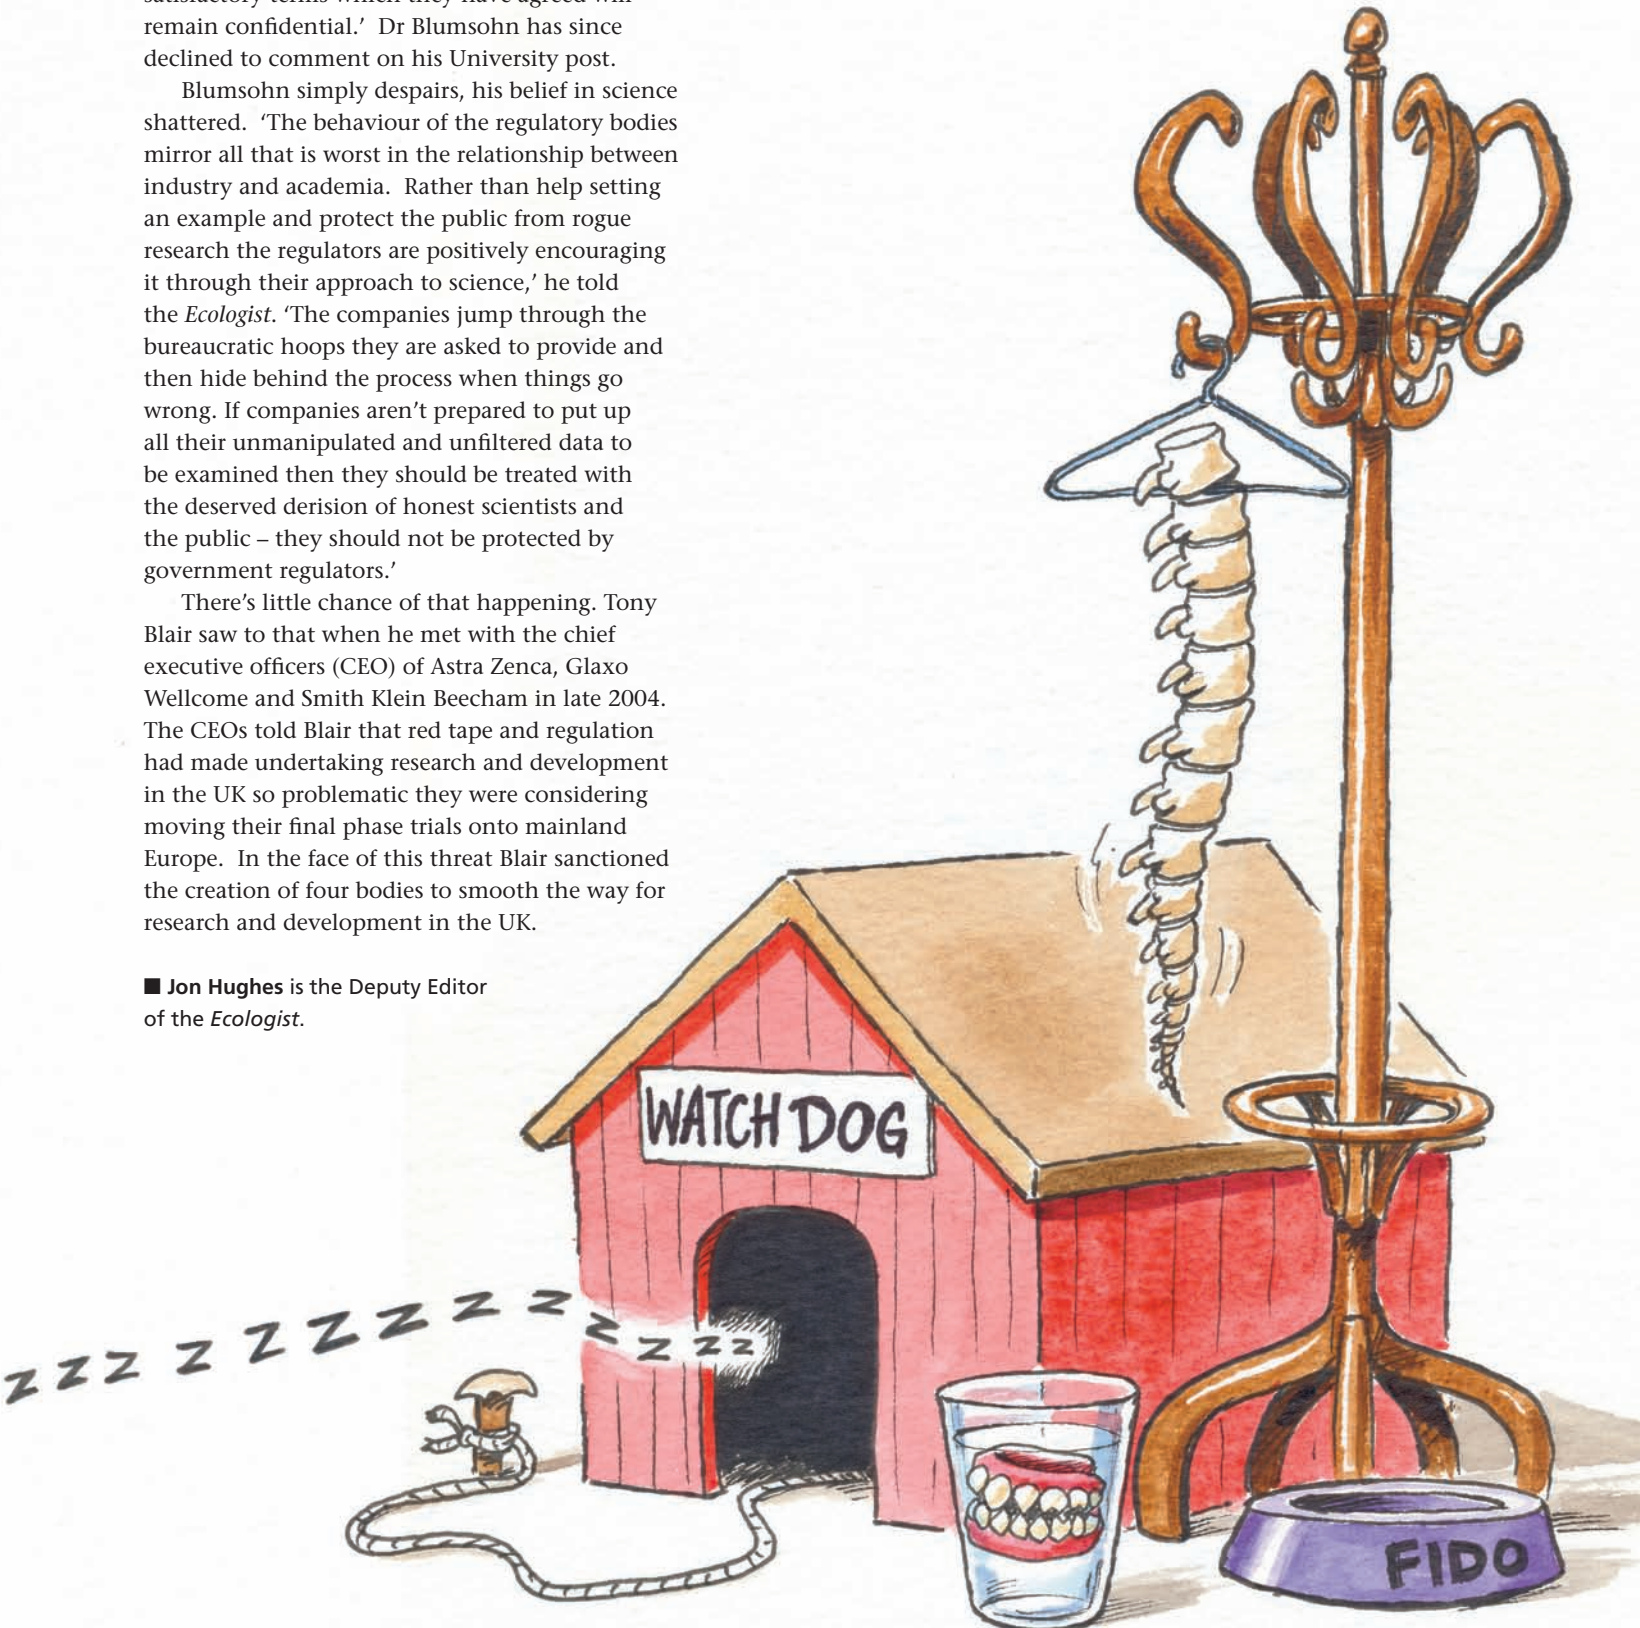 remain confidential.’ Dr Blumsohn has since
declined to comment on his University post.
Blumsohn simply despairs, his belief in science
shattered. ‘The behaviour of the regulatory bodies
mirror all that is worst in the relationship between
industry and academia. Rather than help setting
an example and protect the public from rogue
research the regulators are positively encouraging
it through their approach to science,’ he told
the Ecologist. ‘The companies jump through the
bureaucratic hoops they are asked to provide and
then hide behind the process when things go
wrong. If companies aren’t prepared to put up
all their unmanipulated and unfiltered data to
be examined then they should be treated with
the deserved derision of honest scientists and
the public – they should not be protected by
government regulators.’
There’s little chance of that happening. Tony
Blair saw to that when he met with the chief
executive officers (CEO) of Astra Zenca, Glaxo
Wellcome and Smith Klein Beecham in late 2004.
The CEOs told Blair that red tape and regulation
had made undertaking research and development
in the UK so problematic they were considering
moving their final phase trials onto mainland
Europe. In the face of this threat Blair sanctioned
the creation of four bodies to smooth the way for
research and development in the UK.
■ Jon Hughes is the Deputy Editor
of the Ecologist.
WATCH DOG
zzz z z z z z z z z zz
FIDO